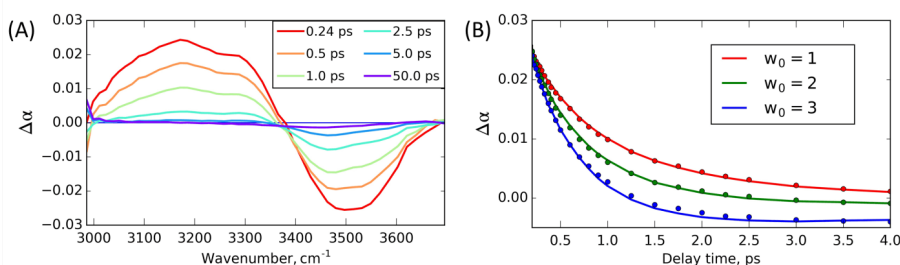 (A)
0.03
0.02
0.01
0.00
−0.01
−0.02
−0.03
Δα
0.24 ps
0.5 ps
1.0 ps
2.5 ps
5.0 ps
50.0 ps
3000 3100 3200 3300 3400 3500 3600
Wavenumber, cm⁻¹
(B)
0.03
0.02
0.01
0.00
Δα
w₀ = 1
w₀ = 2
w₀ = 3
0.5 1.0 1.5 2.0 2.5 3.0 3.5 4.0
Delay time, ps